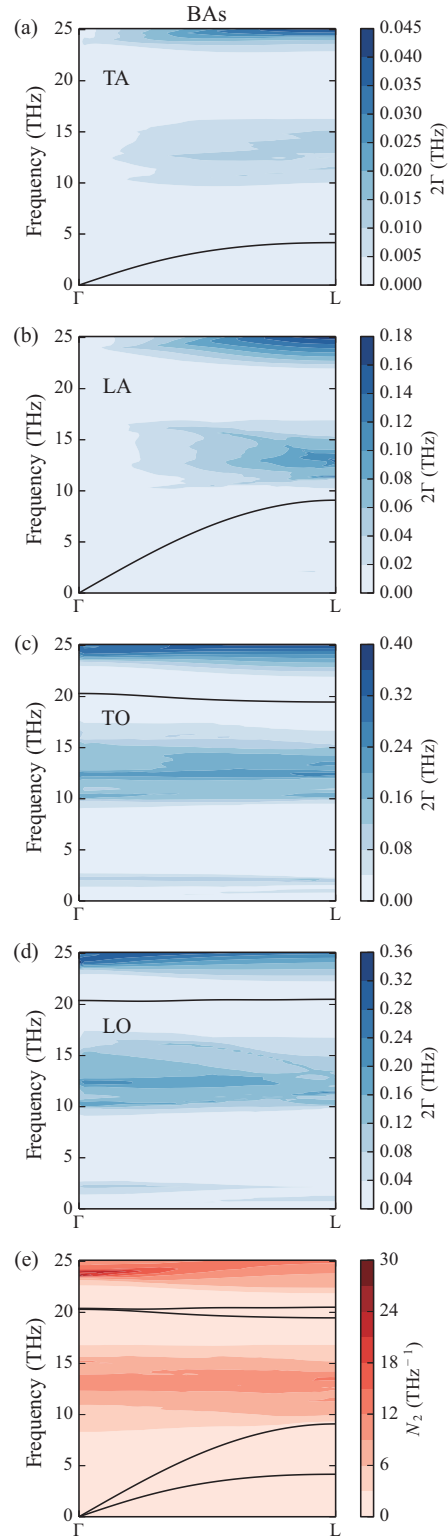 BAs
(a)
TA
Frequency (THz)
25
20
15
10
5
0
Γ
L
0.045
0.040
0.035
0.030
0.025
0.020
0.015
0.010
0.005
0.000
2Γ (THz)
(b)
LA
Frequency (THz)
25
20
15
10
5
0
Γ
L
0.18
0.16
0.14
0.12
0.10
0.08
0.06
0.04
0.02
0.00
2Γ (THz)
(c)
TO
Frequency (THz)
25
20
15
10
5
0
Γ
L
0.40
0.32
0.24
0.16
0.08
0.00
2Γ (THz)
(d)
LO
Frequency (THz)
25
20
15
10
5
0
Γ
L
0.36
0.32
0.28
0.24
0.20
0.16
0.12
0.08
0.04
0.00
2Γ (THz)
(e)
Frequency (THz)
25
20
15
10
5
0
Γ
L
30
24
18
12
6
0
N₂ (THz⁻¹)